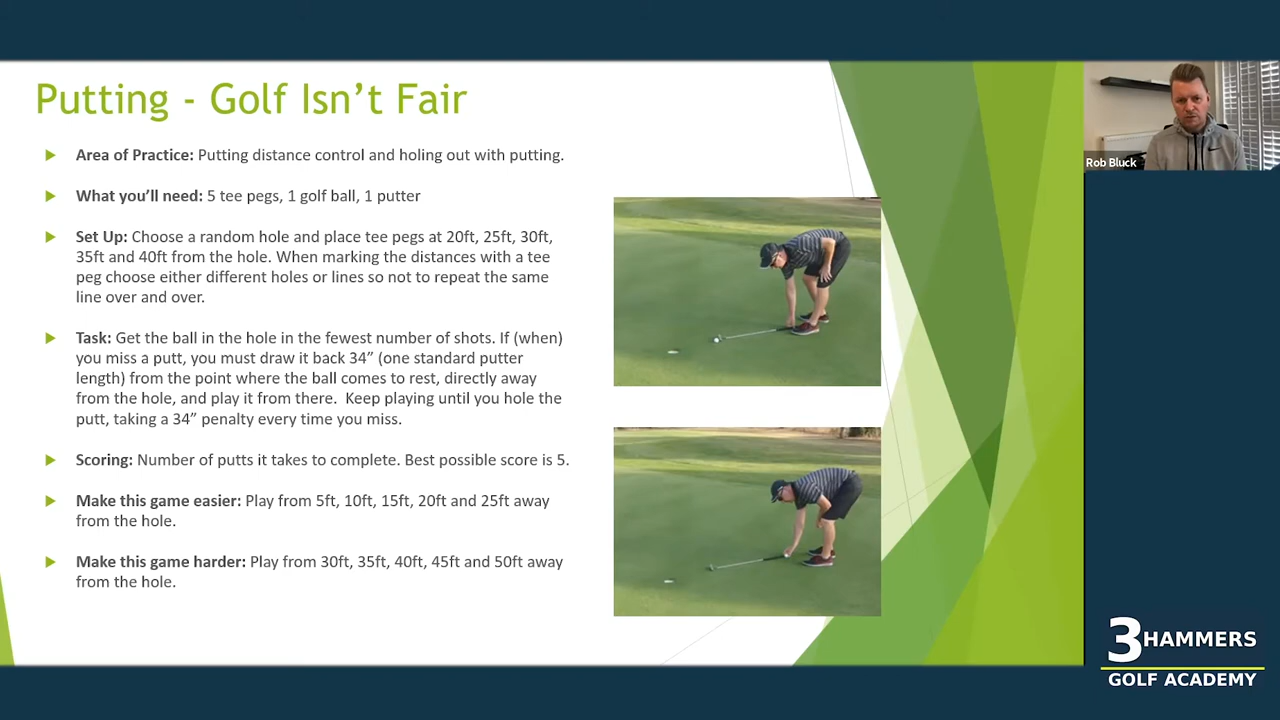 Putting - Golf Isn't Fair
Area of Practice: Putting distance control and holing out with putting.
What you'll need: 5 tee pegs, 1 golf ball, 1 putter
Set Up: Choose a random hole and place tee pegs at 20ft, 25ft, 30ft,
35ft and 40ft from the hole. When marking the distances with a tee
peg choose either different holes or lines so not to repeat the same
line over and over.
Task: Get the ball in the hole in the fewest number of shots. If (when)
you miss a putt, you must draw it back 34” (one standard putter
length) from the point where the ball comes to rest, directly away
from the hole, and play it from there.  Keep playing until you hole the
putt, taking a 34” penalty every time you miss.
Scoring: Number of putts it takes to complete. Best possible score is 5.
Make this game easier: Play from 5ft, 10ft, 15ft, 20ft and 25ft away
from the hole.
Make this game harder: Play from 30ft, 35ft, 40ft, 45ft and 50ft away
from the hole.
Rob Bluck
3 HAMMERS
GOLF ACADEMY